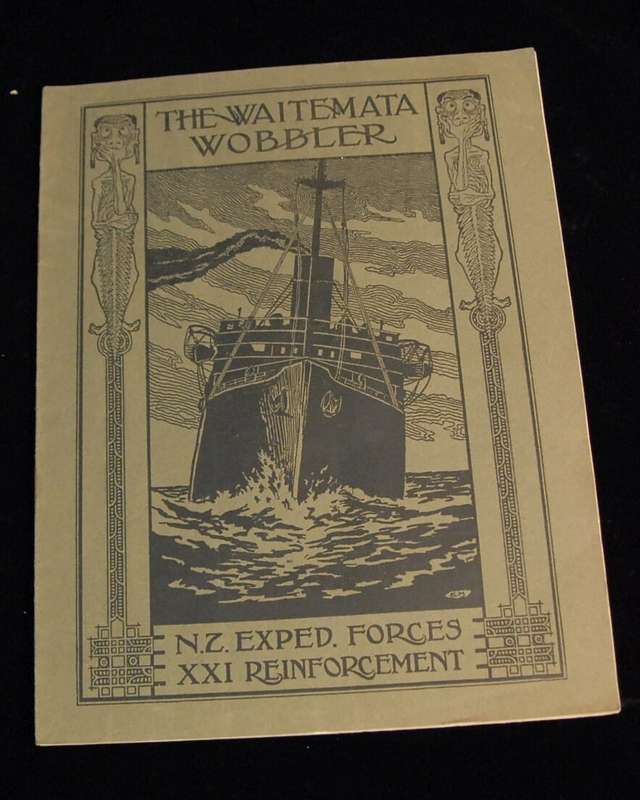 THE WAITEMATA
WOBBLER
N.Z. EXPED. FORCES
XXI REINFORCEMENT